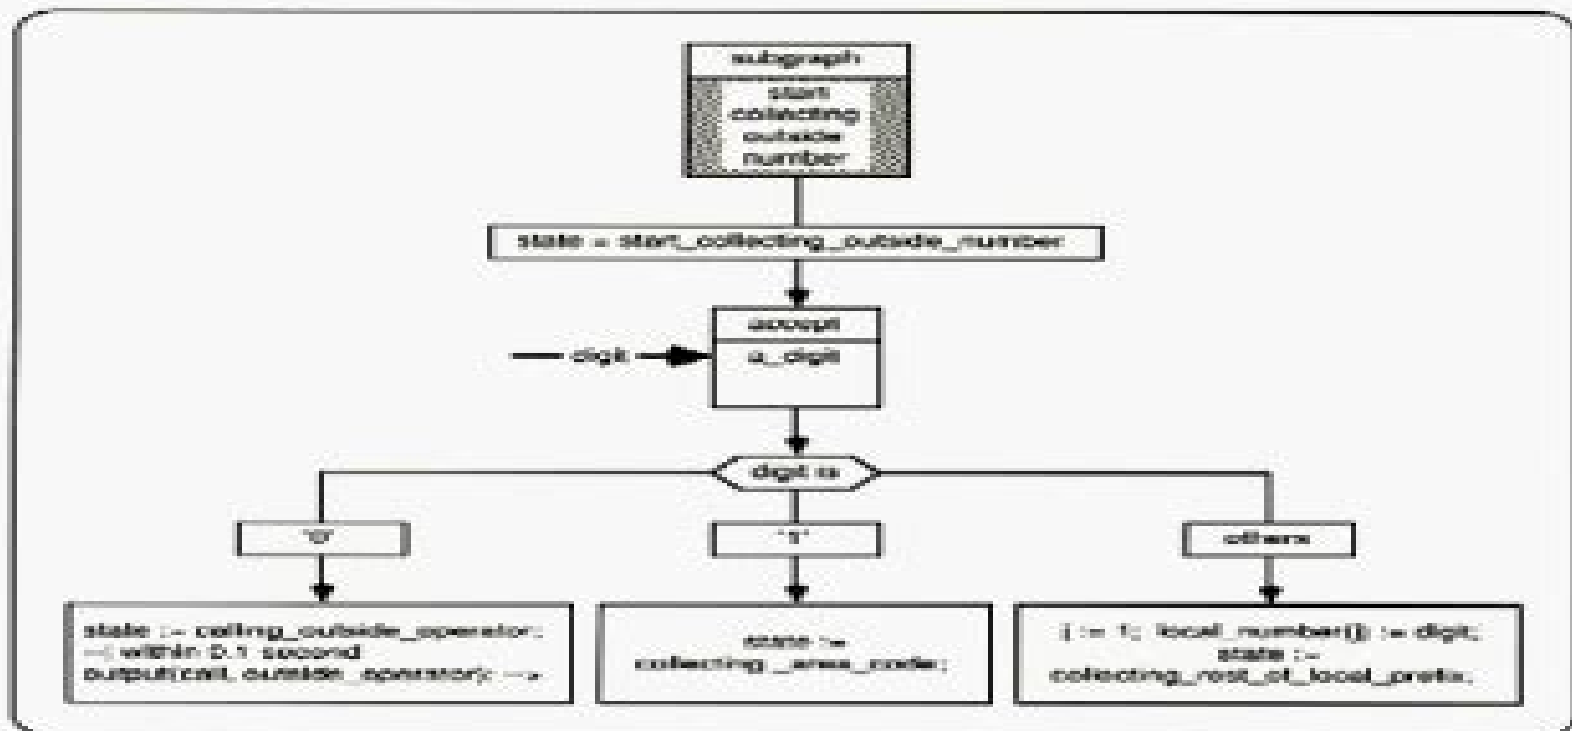 subgraph
start
collecting
outside
number
state = start_collecting_outside_number
accept
digit
a_digit
digit is
'0'
'1'
others
state := calling_outside_operator;
within 0.1 second
output(call, outside_operator);
state :=
collecting_area_code;
j := 1; local_number(j) := digit;
state :=
collecting_rest_of_local_prefix;